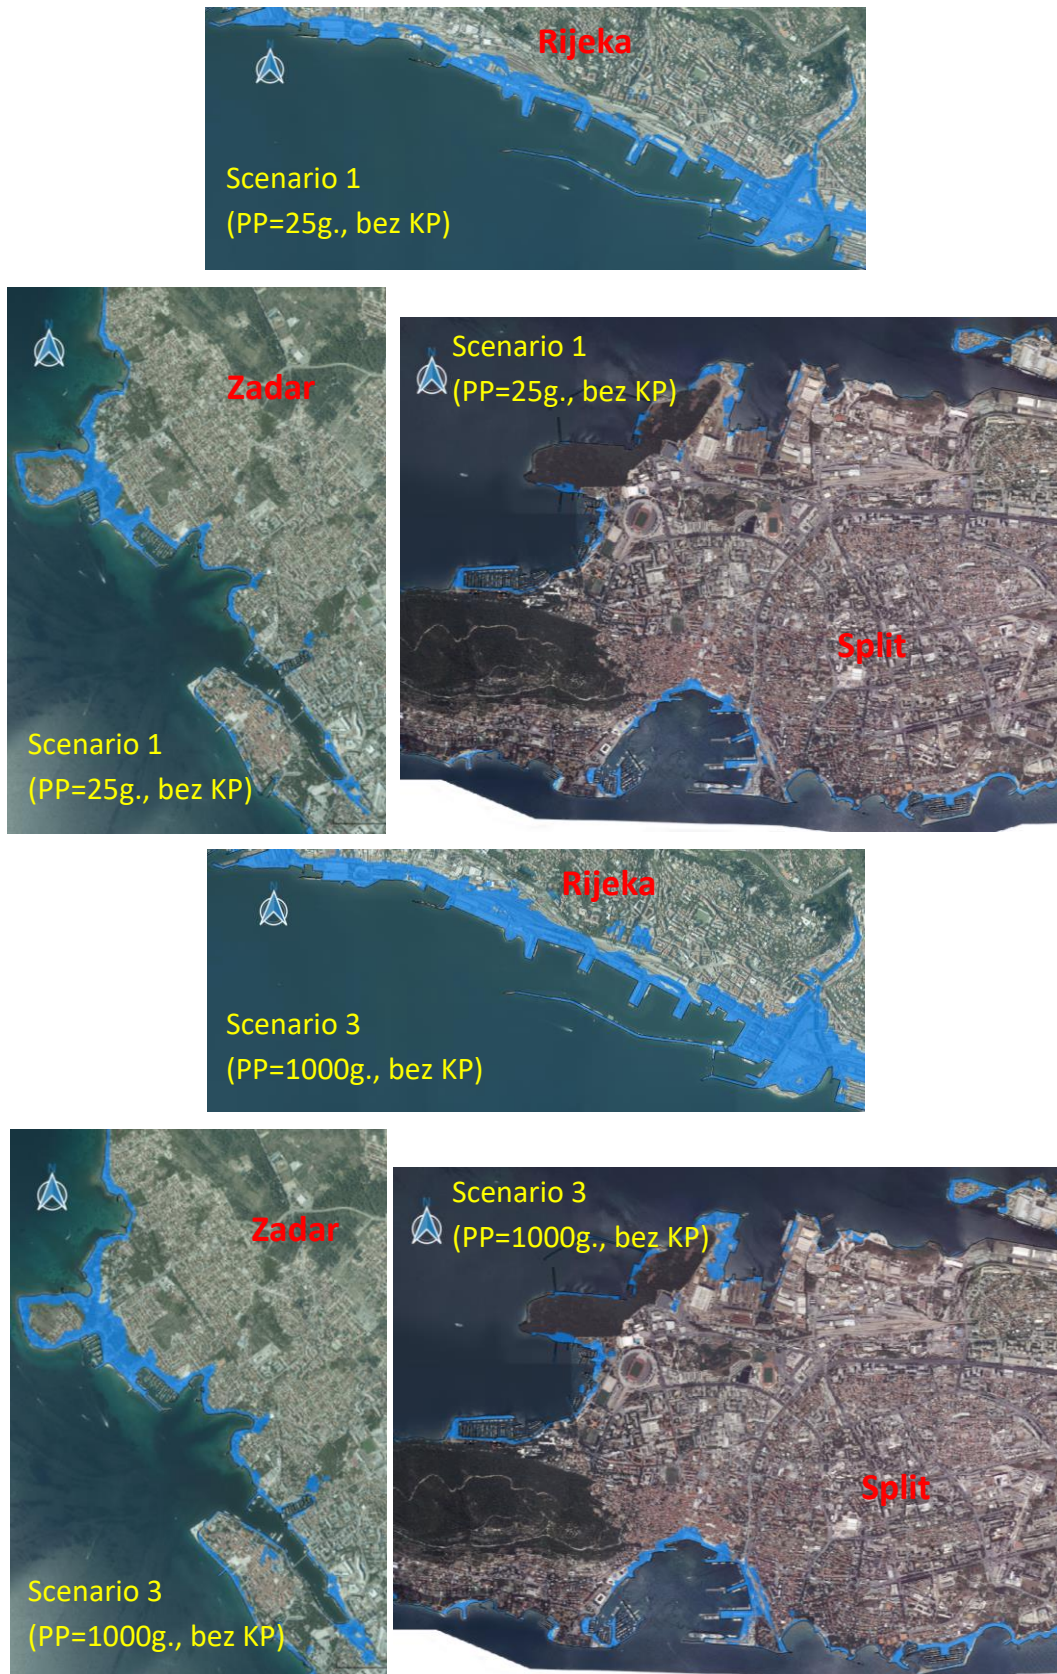 Rijeka
N
Scenario 1
(PP=25g., bez KP)
N
Zadar
Scenario 1
(PP=25g., bez KP)
N
Scenario 1
(PP=25g., bez KP)
Split
Rijeka
N
Scenario 3
(PP=1000g., bez KP)
N
Zadar
Scenario 3
(PP=1000g., bez KP)
N
Scenario 3
(PP=1000g., bez KP)
Split